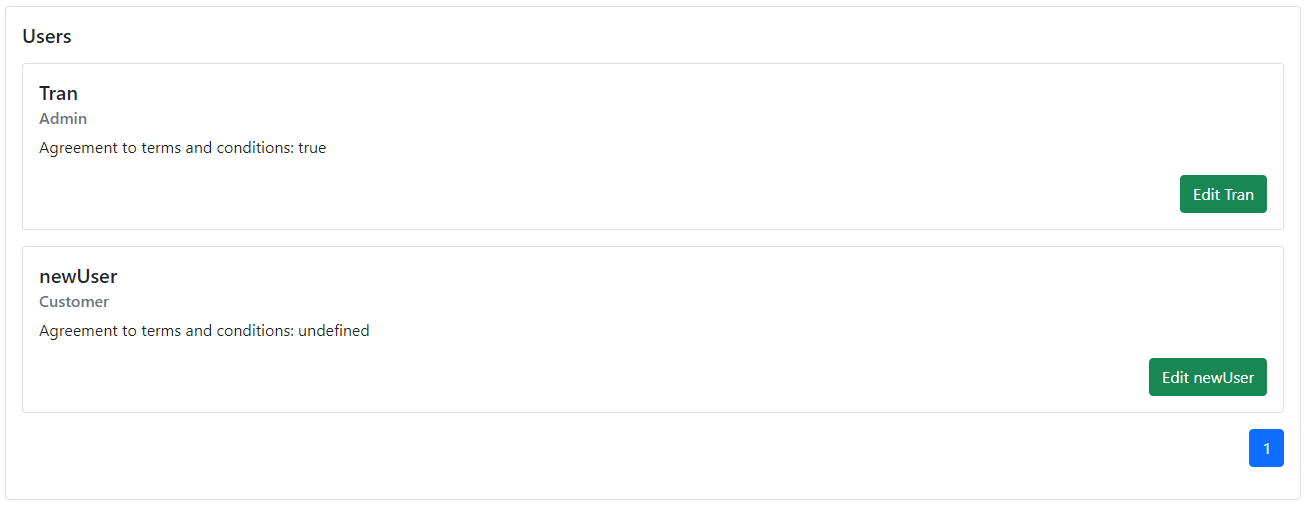 Users
Tran
Admin
Agreement to terms and conditions: true
Edit Tran
newUser
Customer
Agreement to terms and conditions: undefined
Edit newUser
1